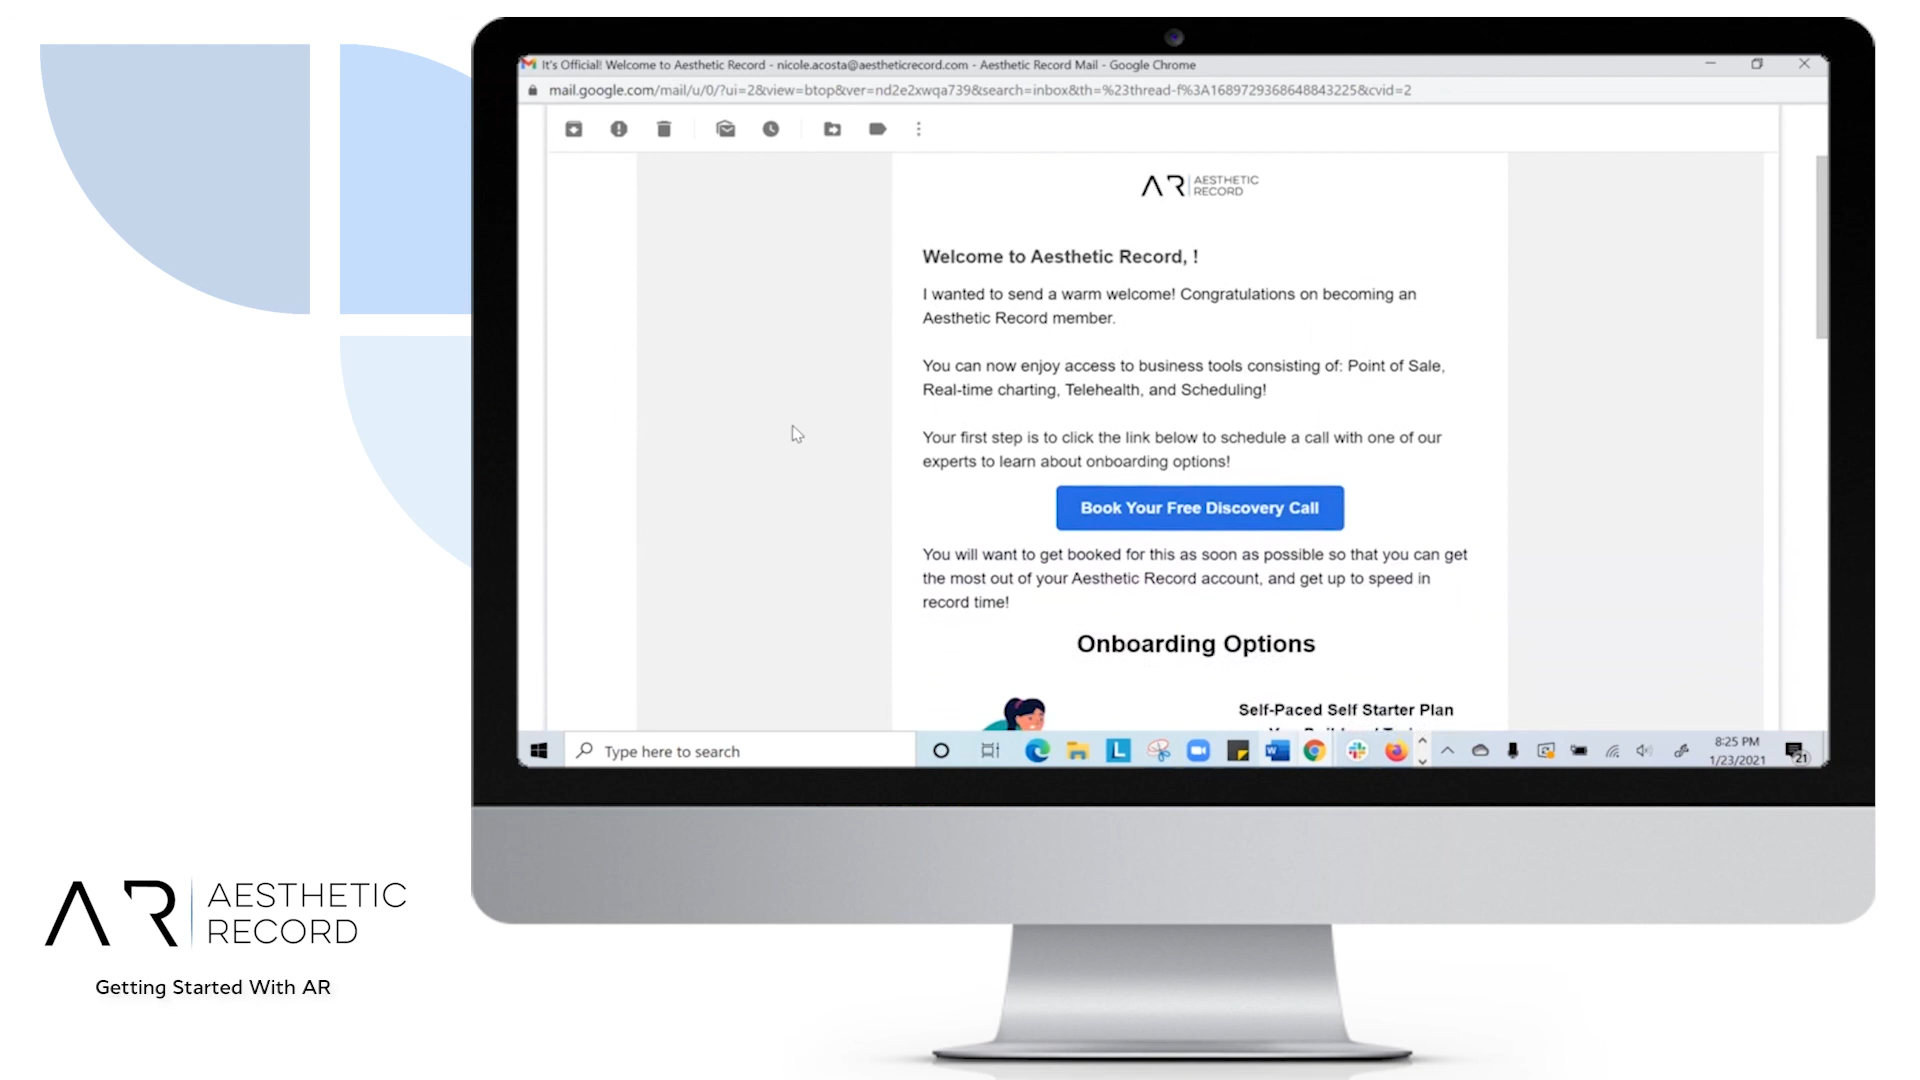 It's Official! Welcome to Aesthetic Record - nicole.acosta@aestheticrecord.com - Aesthetic Record Mail - Google Chrome
mail.google.com/mail/u/0/?ui=2&view=btop&ver=nd2e2xwqa739&search=inbox&th=%23thread-f%3A1689729368648843225&cvid=2
AR AESTHETIC
RECORD
Welcome to Aesthetic Record, !
I wanted to send a warm welcome! Congratulations on becoming an
Aesthetic Record member.
You can now enjoy access to business tools consisting of: Point of Sale,
Real-time charting, Telehealth, and Scheduling!
Your first step is to click the link below to schedule a call with one of our
experts to learn about onboarding options!
Book Your Free Discovery Call
You will want to get booked for this as soon as possible so that you can get
the most out of your Aesthetic Record account, and get up to speed in
record time!
Onboarding Options
Self-Paced Self Starter Plan
Type here to search
L
8:25 PM
1/23/2021
21
AR AESTHETIC
RECORD
Getting Started With AR